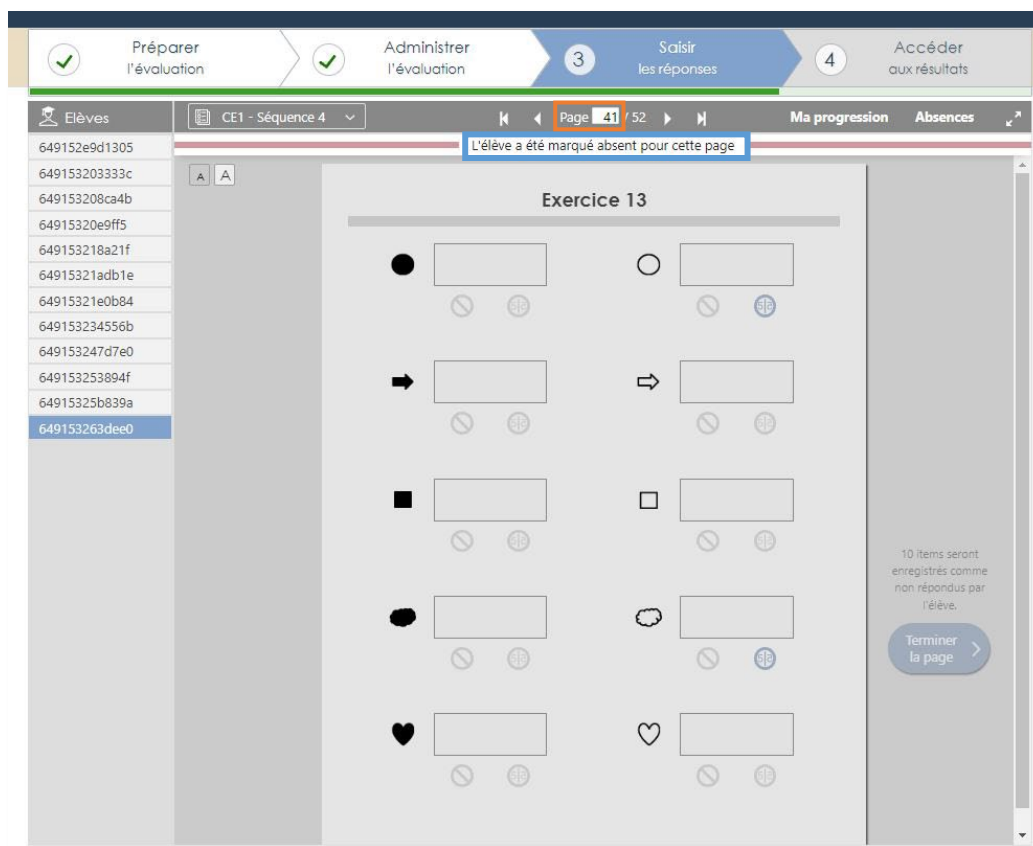 Préparer
l'évaluation
Administrer
l'évaluation
3
Saisir
les réponses
4
Accéder
aux résultats
Elèves
CE1 - Séquence 4
Page 41 / 52
Ma progression
Absences
L'élève a été marqué absent pour cette page
649152e9d1305
649153203333c
649153208ca4b
64915320e9ff5
649153218a21f
64915321adb1e
64915321e0b84
649153234556b
649153247d7e0
649153253894f
64915325b839a
649153263dee0
A A
Exercice 13
10 items seront
enregistrés comme
non répondus par
l'élève.
Terminer
la page